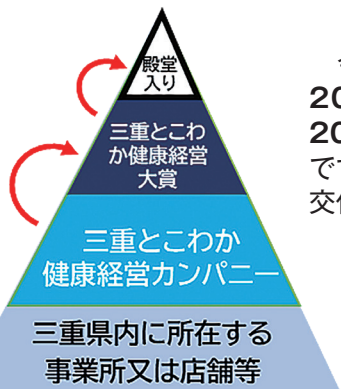 殿堂
入り
三重とこわ
か健康経営
大賞
三重とこわか
健康経営カンパニー
三重県内に所在する
事業所又は店舗等
20
20
です
交付